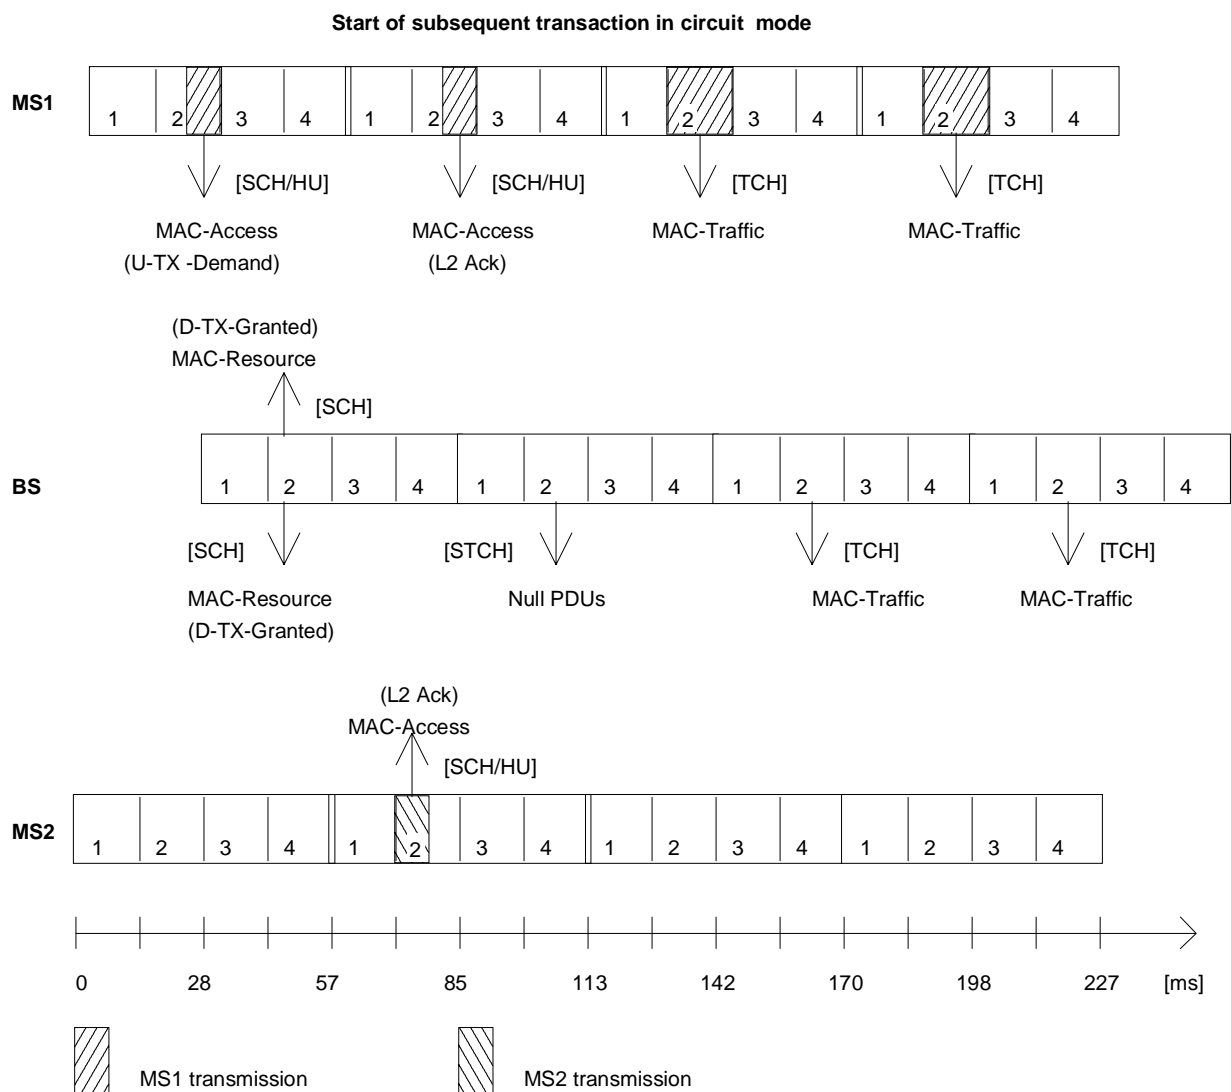 Start of subsequent transaction in circuit mode
MS1
1 2 3 4 1 2 3 4 1 2 3 4 1 2 3 4
[SCH/HU] [SCH/HU] [TCH] [TCH]
MAC-Access MAC-Access MAC-Traffic MAC-Traffic
(U-TX -Demand) (L2 Ack)
(D-TX-Granted)
MAC-Resource
[SCH]
BS
1 2 3 4 1 2 3 4 1 2 3 4 1 2 3 4
[SCH] [STCH] [TCH] [TCH]
MAC-Resource Null PDUs MAC-Traffic MAC-Traffic
(D-TX-Granted)
(L2 Ack)
MAC-Access
[SCH/HU]
MS2
1 2 3 4 1 2 3 4 1 2 3 4 1 2 3 4
0 28 57 85 113 142 170 198 227 [ms]
MS1 transmission MS2 transmission